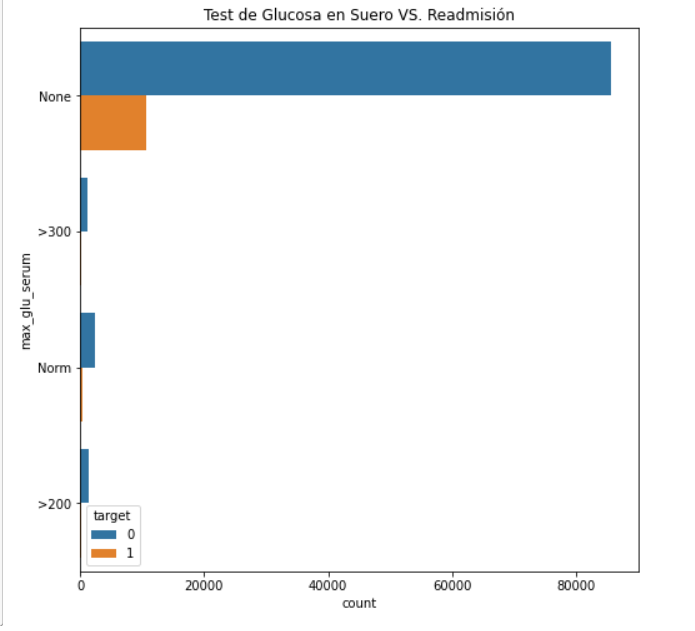 Test de Glucosa en Suero VS. Readmisión
None
>300
Norm
>200
max_glu_serum
target
0
1
0 20000 40000 60000 80000
count